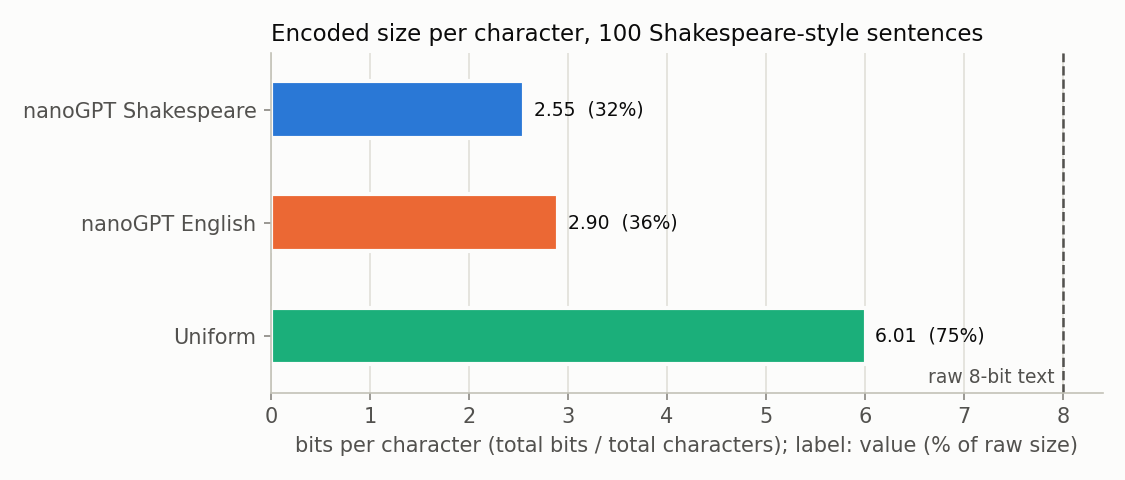 Encoded size per character, 100 Shakespeare-style sentences
nanoGPT Shakespeare
2.55 (32%)
nanoGPT English
2.90 (36%)
Uniform
6.01 (75%)
raw 8-bit text
0 1 2 3 4 5 6 7 8
bits per character (total bits / total characters); label: value (% of raw size)